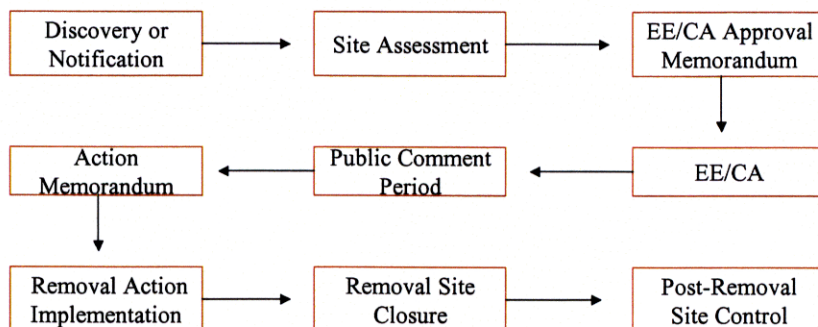 Discovery or
Notification
Site Assessment
EE/CA Approval
Memorandum
EE/CA
Public Comment
Period
Action
Memorandum
Removal Action
Implementation
Removal Site
Closure
Post-Removal
Site Control